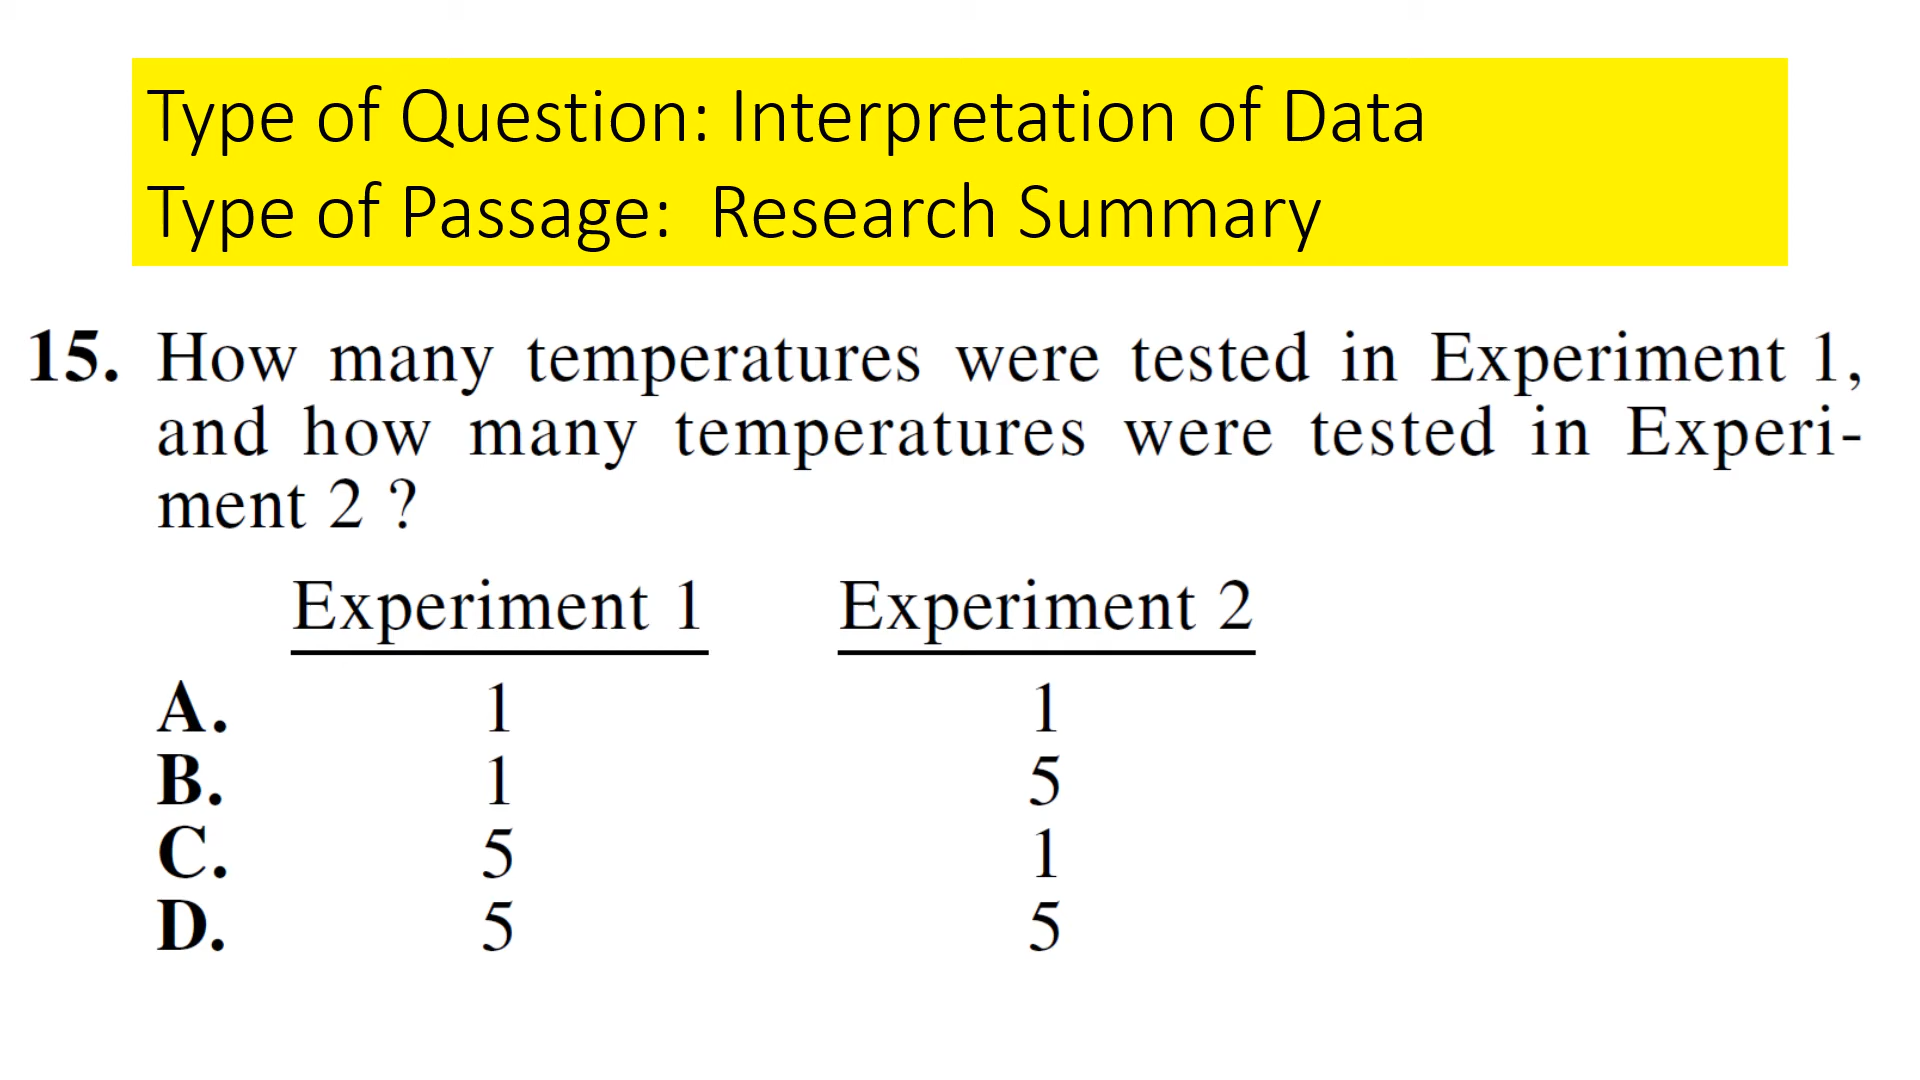 Type of Question: Interpretation of Data
Type of Passage:  Research Summary
15. How many temperatures were tested in Experiment 1,
and how many temperatures were tested in Experi-
ment 2 ?
Experiment 1 Experiment 2
A. 1 1
B. 1 5
C. 5 1
D. 5 5